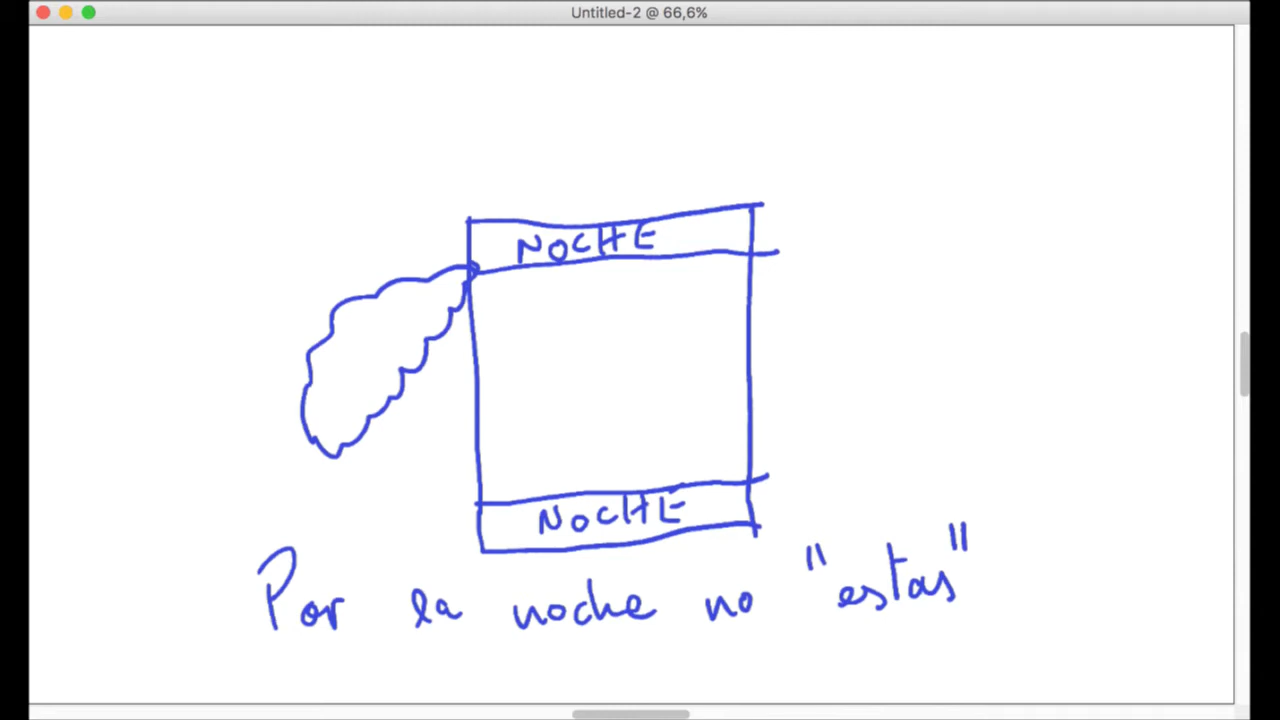 Untitled-2 @ 66,6%
NOCHE
NOCHE
Por la noche no "estas"